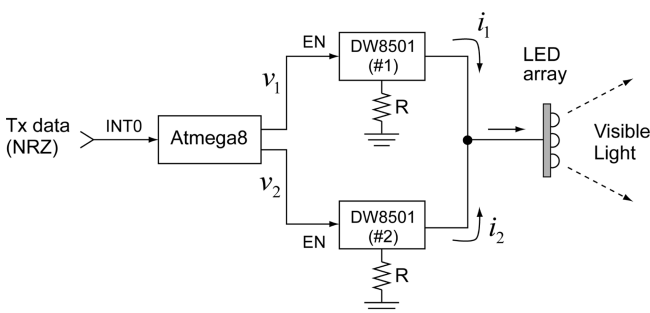 Tx data
(NRZ)
INT0
Atmega8
v1
v2
EN
DW8501
(#1)
R
i1
EN
DW8501
(#2)
R
i2
LED
array
Visible
Light